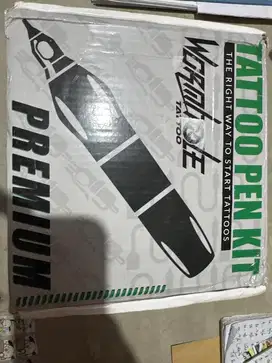 TATTOO PEN KIT
THE RIGHT WAY TO START TATTOOS
WORMHOLE
TATTOO
PREMIUM